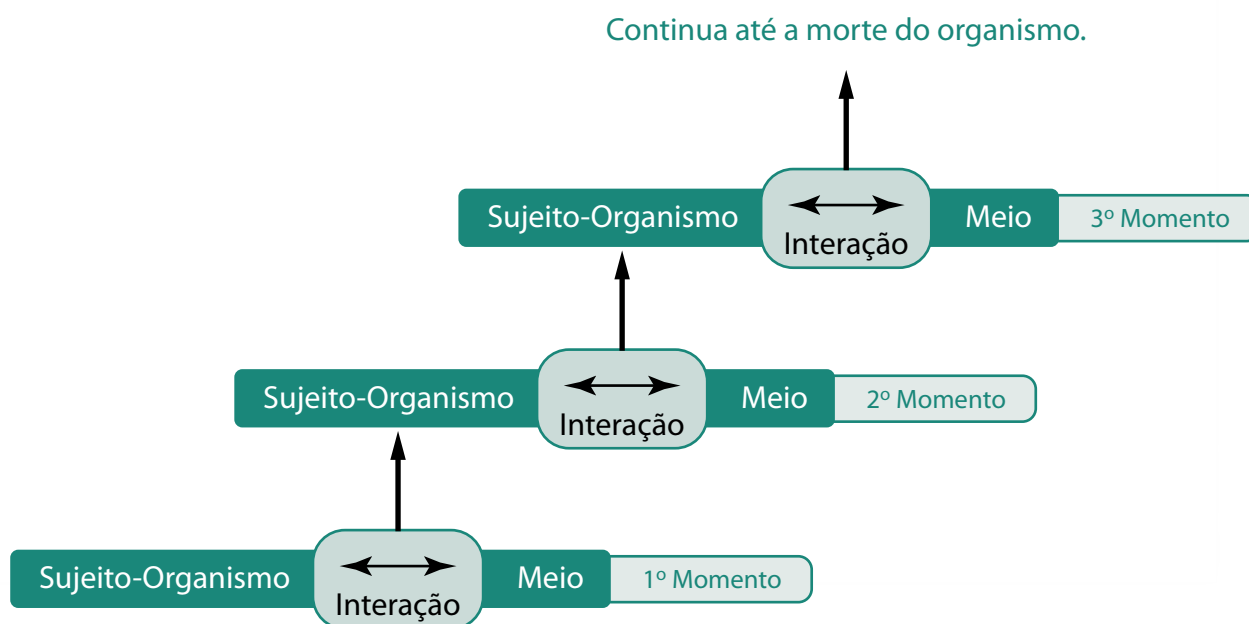 Continua até a morte do organismo.
Sujeito-Organismo Interação Meio 3º Momento
Sujeito-Organismo Interação Meio 2º Momento
Sujeito-Organismo Interação Meio 1º Momento